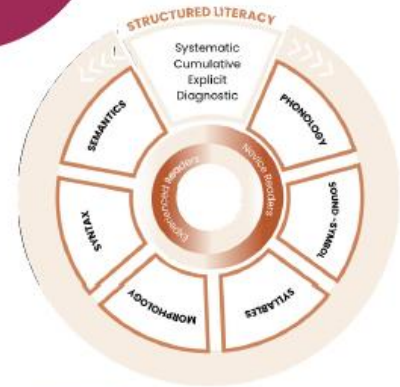 STRUCTURED LITERACY
Systematic
Cumulative
Explicit
Diagnostic
PHONOLOGY
SOUND-SYMBOL
SYLLABLES
MORPHOLOGY
SYNTAX
SEMANTICS
Novice Readers
Experienced Readers